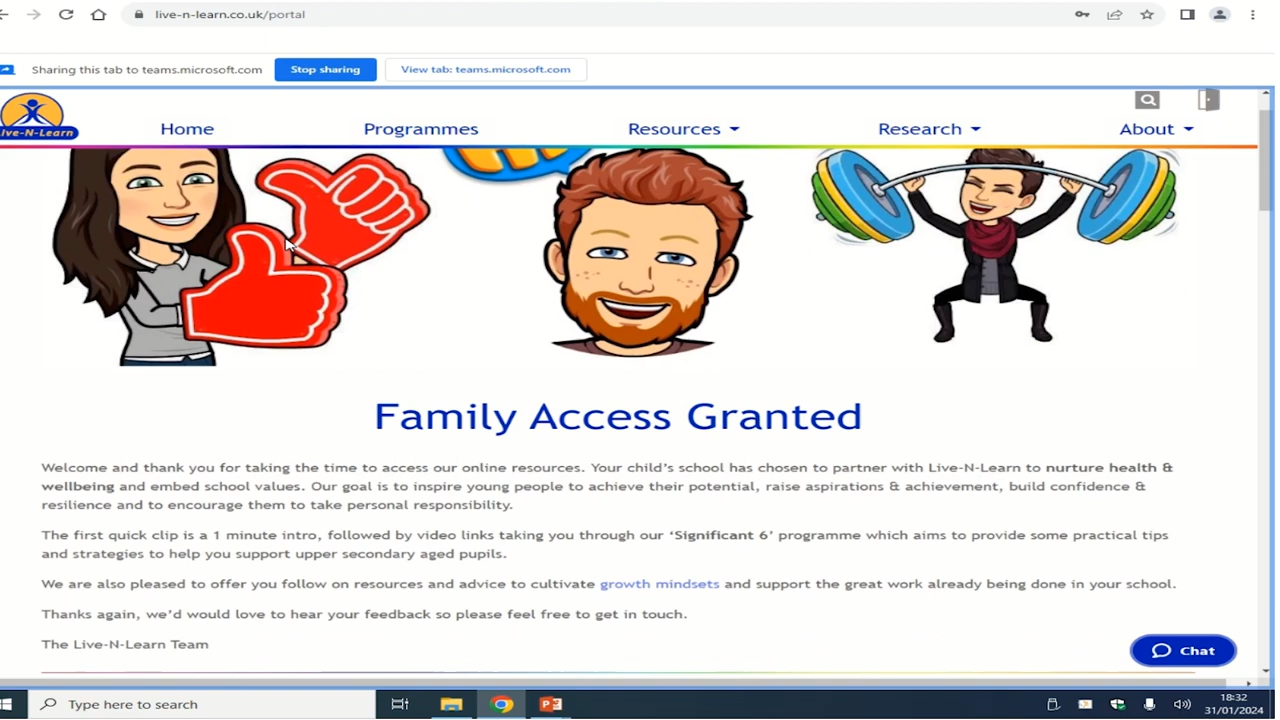 live-n-learn.co.uk/portal
Sharing this tab to teams.microsoft.com Stop sharing View tab: teams.microsoft.com
Live-N-Learn
Home Programmes Resources Research About
Family Access Granted
Welcome and thank you for taking the time to access our online resources. Your child's school has chosen to partner with Live-N-Learn to nurture health &
wellbeing and embed school values. Our goal is to inspire young people to achieve their potential, raise aspirations & achievement, build confidence &
resilience and to encourage them to take personal responsibility.
The first quick clip is a 1 minute intro, followed by video links taking you through our 'Significant 6' programme which aims to provide some practical tips
and strategies to help you support upper secondary aged pupils.
We are also pleased to offer you follow on resources and advice to cultivate growth mindsets and support the great work already being done in your school.
Thanks again, we'd would love to hear your feedback so please feel free to get in touch.
The Live-N-Learn Team
Chat
Type here to search
18:32
31/01/2024